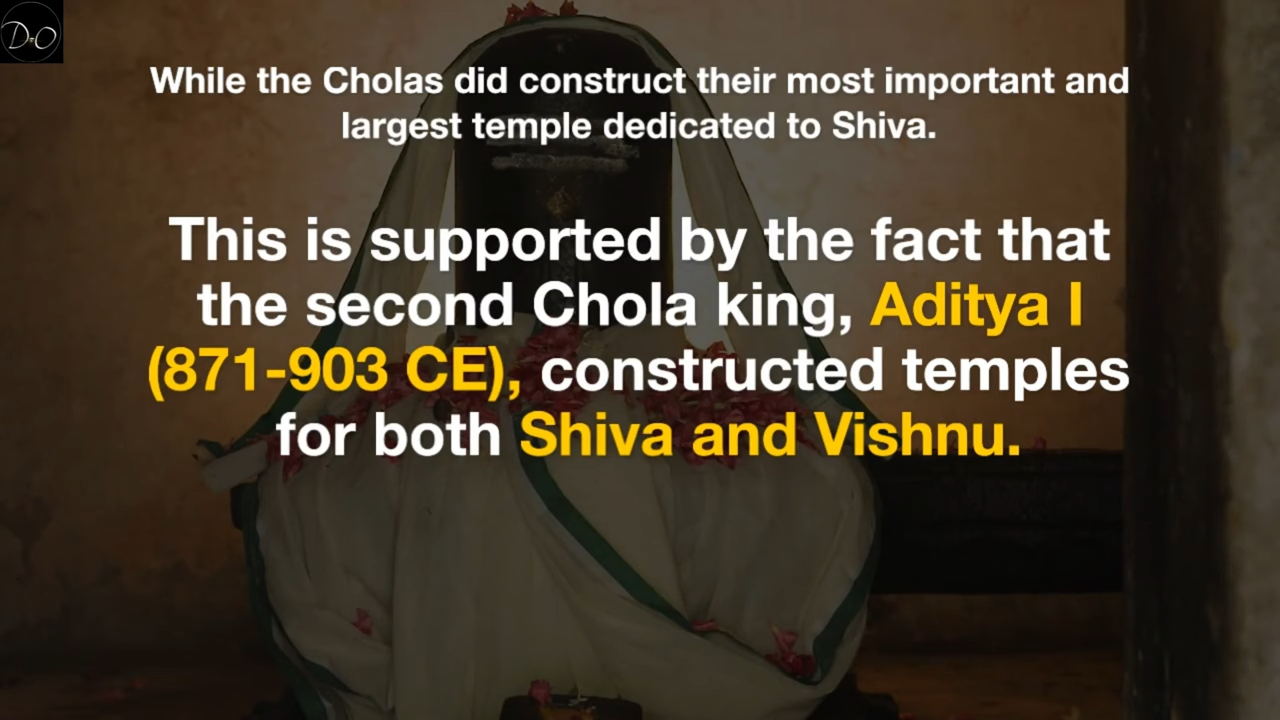 D&O
While the Cholas did construct their most important and
largest temple dedicated to Shiva.
This is supported by the fact that
the second Chola king, Aditya I
(871-903 CE), constructed temples
for both Shiva and Vishnu.